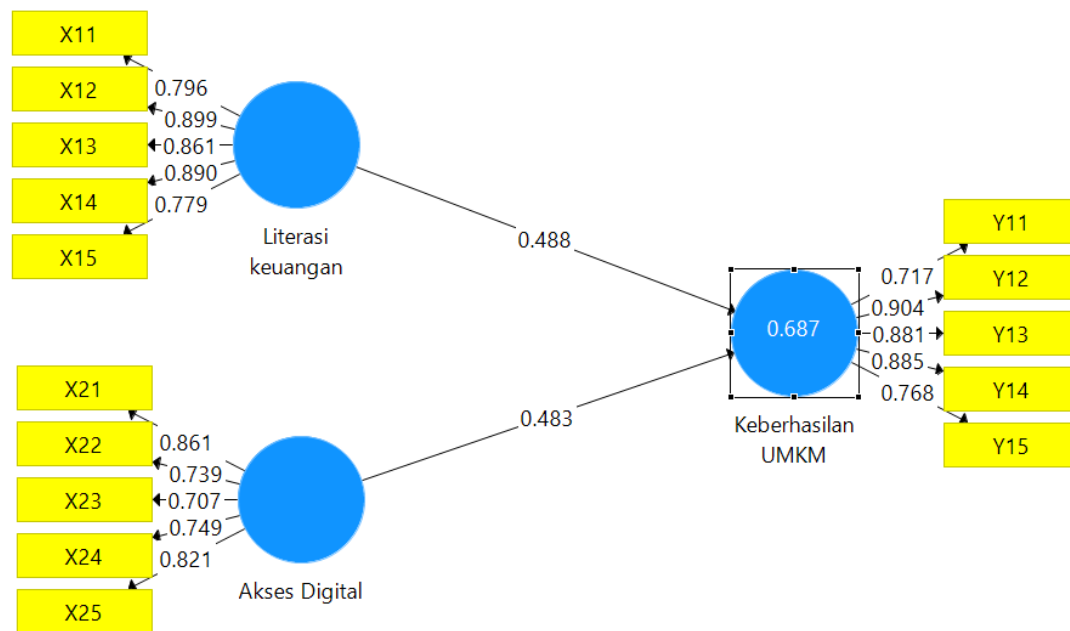 X11
X12
X13
X14
X15
0.796
0.899
0.861
0.890
0.779
Literasi
keuangan
0.488
X21
X22
X23
X24
X25
0.861
0.739
0.707
0.749
0.821
Akses Digital
0.483
0.687
Keberhasilan
UMKM
0.717
0.904
0.881
0.885
0.768
Y11
Y12
Y13
Y14
Y15